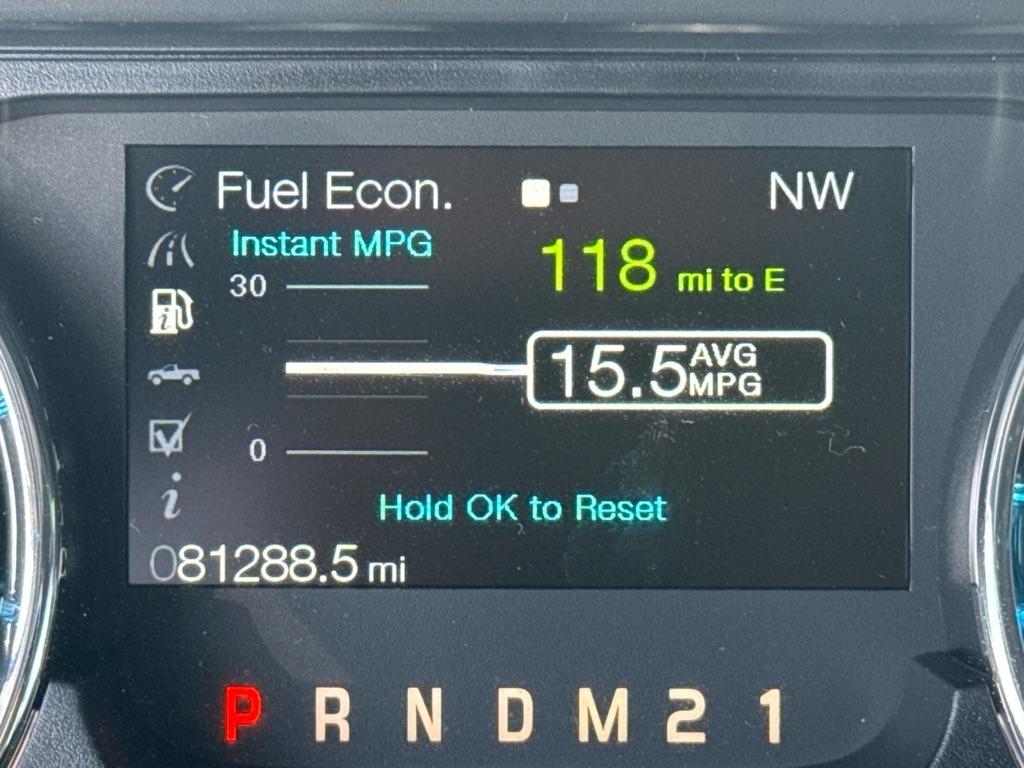 Fuel Econ. NW
Instant MPG
118 mi to E
30
15.5 AVG MPG
0
Hold OK to Reset
081288.5 mi
P R N D M 2 1